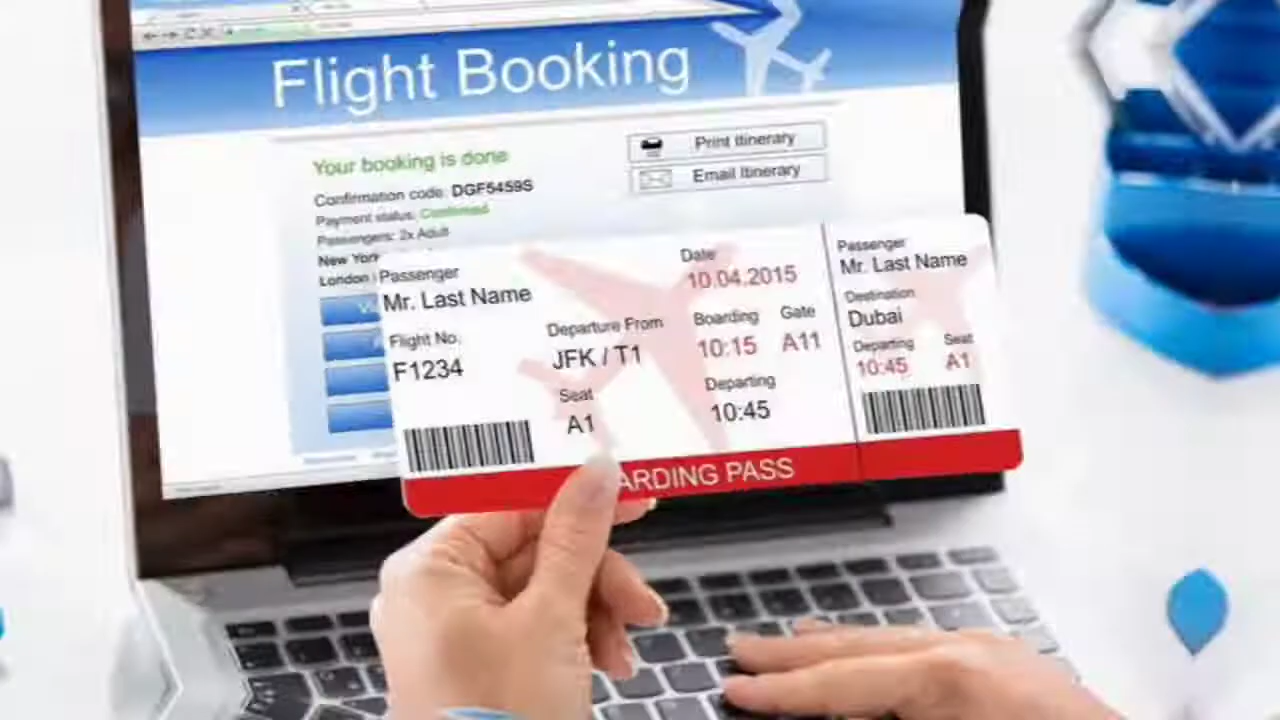 Flight Booking
Your booking is done
Print Itinerary
Email Itinerary
Confirmation code: DGF5459S
Payment status: Confirmed
Passengers: 2x Adult
New York
London
Passenger
Mr. Last Name
Flight No.
F1234
Departure From
JFK / T1
Seat
A1
Date
10.04.2015
Boarding
10:15
Gate
A11
Departing
10:45
ARDING PASS
Passenger
Mr. Last Name
Destination
Dubai
Departing
10:45
Seat
A1